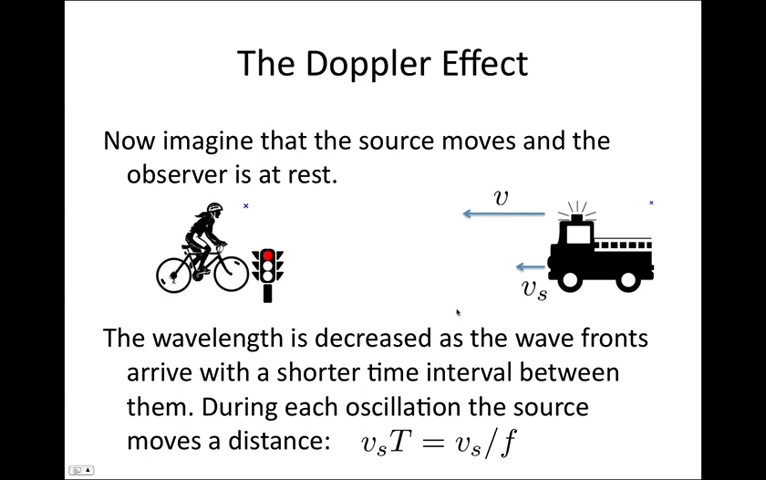 The Doppler Effect
Now imagine that the source moves and the
observer is at rest.
v
v_s
The wavelength is decreased as the wave fronts
arrive with a shorter time interval between
them. During each oscillation the source
moves a distance: v_s T = v_s / f